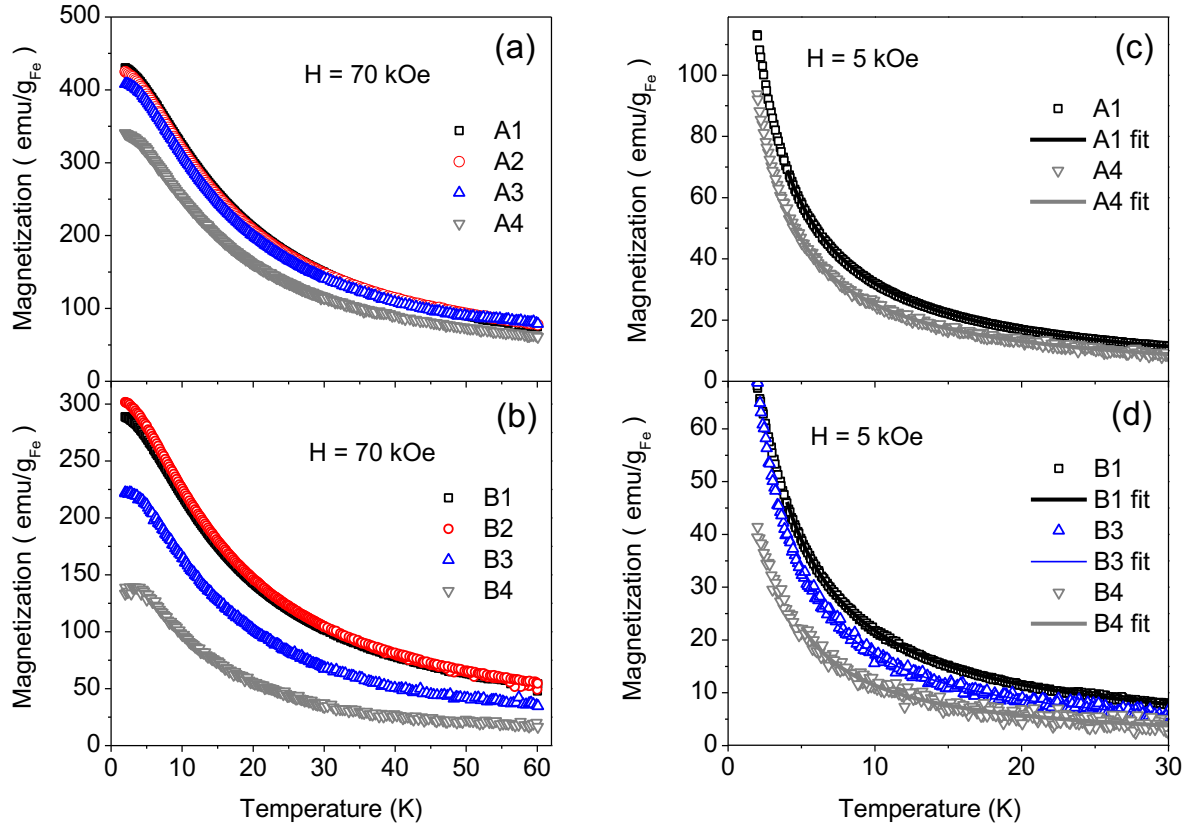 (a)
H = 70 kOe
Magnetization ( emu/g_Fe )
500
400
300
200
100
0
A1
A2
A3
A4
(b)
H = 70 kOe
Magnetization ( emu/g_Fe )
300
250
200
150
100
50
0
B1
B2
B3
B4
0 10 20 30 40 50 60
Temperature (K)
(c)
H = 5 kOe
Magnetization ( emu/g_Fe )
100
80
60
40
20
0
A1
A1 fit
A4
A4 fit
(d)
H = 5 kOe
Magnetization ( emu/g_Fe )
60
50
40
30
20
10
0
B1
B1 fit
B3
B3 fit
B4
B4 fit
0 10 20 30
Temperature (K)